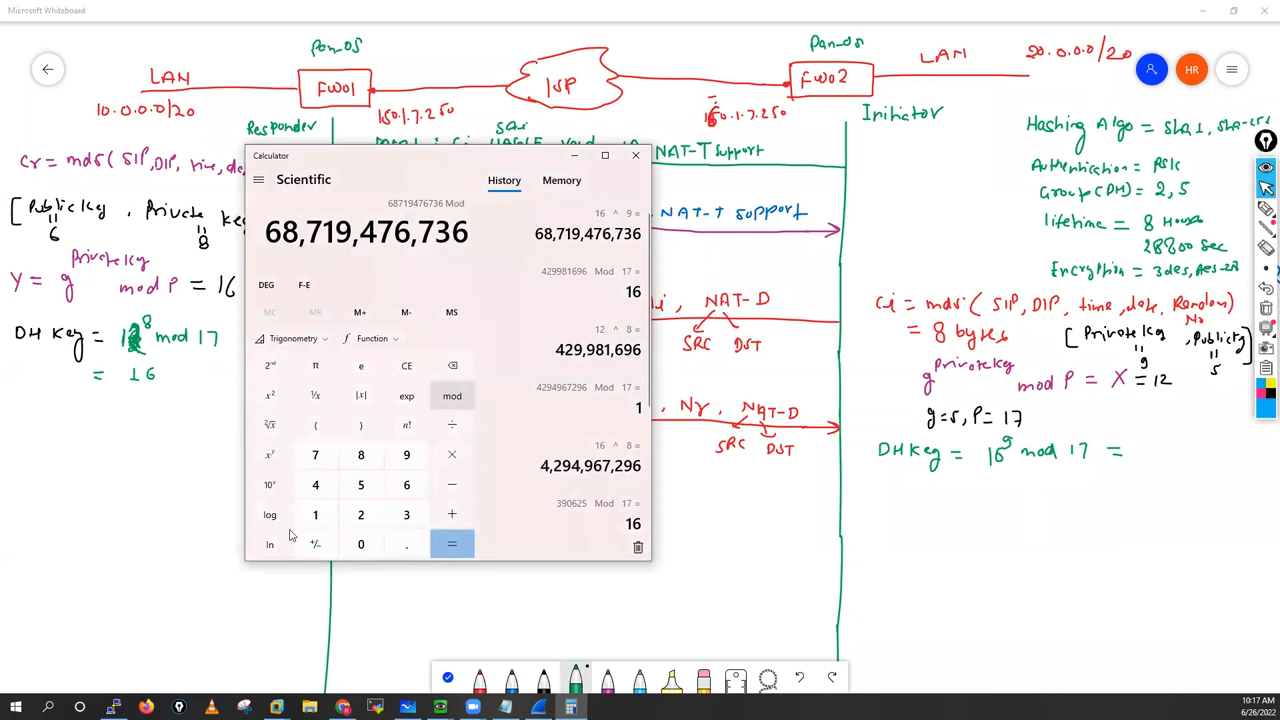 Microsoft Whiteboard
Pan-OS
Pan-OS
LAN
FW01
ISP
FW02
LAN
20.0.0.0/20
HR
10.0.0.0/20
150.1.7.250
150.1.7.250
Responder
SAi
Initiator
Hashing Algo = SHA1,
NAT-T Support
Cr = md5( SIP, DIP, time,
Authentication = PSK
Group(DH) = 2, 5
[Public Key , Private Key
6
8
, NAT-T Support
lifetime = 8 Hours
28800 Sec
Encryption = 3des,
Private Key
Y = g mod P = 16
, NAT-D
SRC DST
Ci = md5( SIP, DIP, time, date, Random)
No
= 8 bytes
[Private Key , Public Key]
9
5
DH Key = 12 8 mod 17
= 16
Private Key
g mod P = X = 12
g=5, P= 17
, Nr, NAT-D
SRC DST
DH Key = 16 9 mod 17 =
Calculator
Scientific
History
Memory
68719476736 Mod
68,719,476,736
16 ^ 9 =
68,719,476,736
429981696 Mod 17 =
16
12 ^ 8 =
429,981,696
4294967296 Mod 17 =
1
16 ^ 8 =
4,294,967,296
390625 Mod 17 =
16
DEG
F-E
MC MR M+ M- MS
Trigonometry
Function
2ⁿᵈ π e CE
x² ¹/x |x| exp mod
²√x ( ) n! ÷
xʸ 7 8 9 ×
10ˣ 4 5 6 −
log 1 2 3 +
ln +/- 0 . =
10:17 AM
6/26/2022